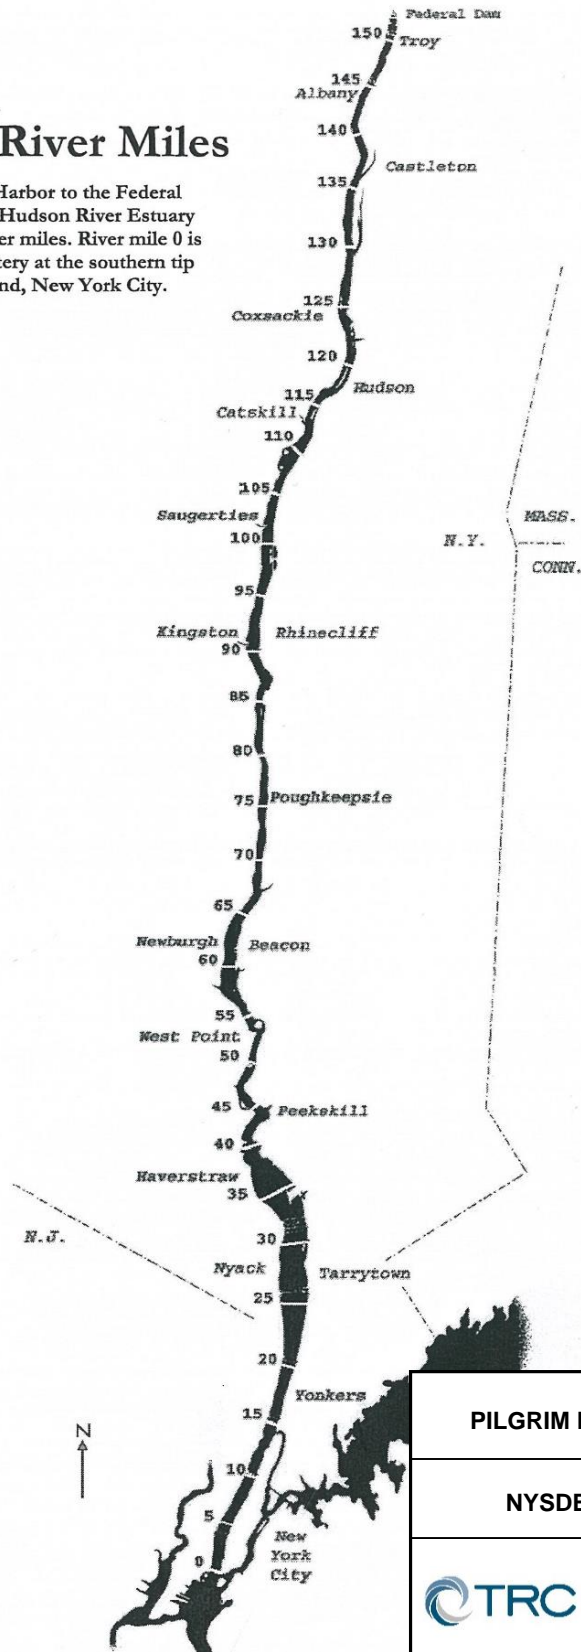 Federal Dam
150
Troy
145
Albany
River Miles
140
Castleton
135
Harbor to the Federal
Hudson River Estuary
er miles. River mile 0 is
tery at the southern tip
nd, New York City.
130
125
Coxsackie
120
Hudson
115
Catskill
110
105
Saugerties
MASS.
100
N.Y.
CONN.
95
Kingston
Rhinecliff
90
85
80
75
Poughkeepsie
70
65
Newburgh
Beacon
60
55
West Point
50
45
Peekskill
40
Haverstraw
35
N.J.
30
Nyack
Tarrytown
25
20
Yonkers
15
PILGRIM
N
10
NYSDE
5
New
York
City
0
TRC